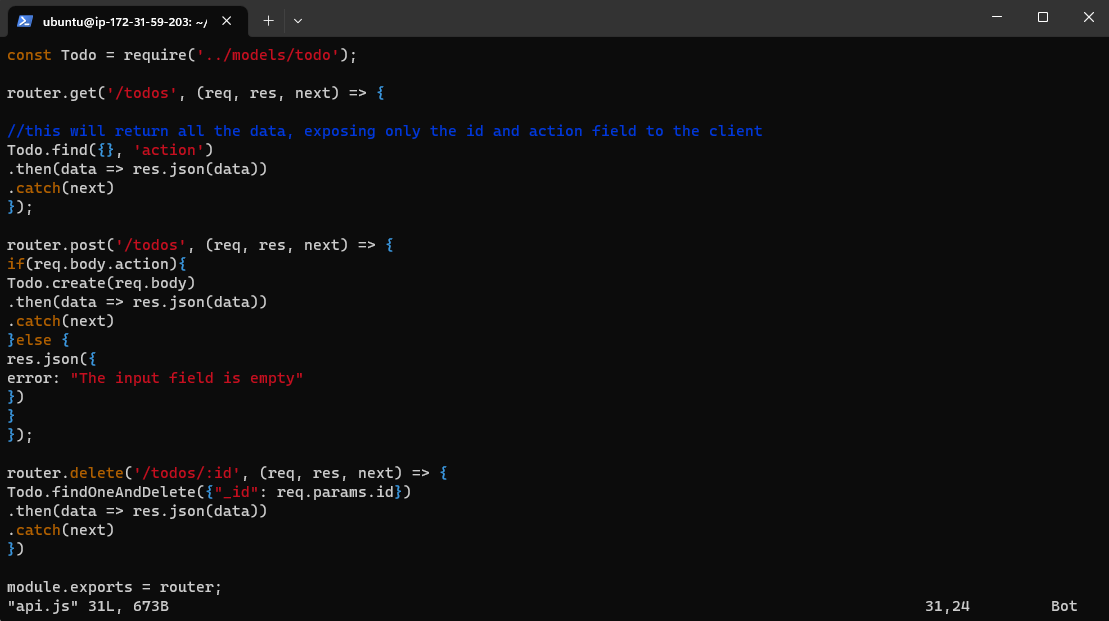 ubuntu@ip-172-31-59-203: ~/
const Todo = require('../models/todo');
router.get('/todos', (req, res, next) => {
//this will return all the data, exposing only the id and action field to the client
Todo.find({}, 'action')
.then(data => res.json(data))
.catch(next)
});
router.post('/todos', (req, res, next) => {
if(req.body.action){
Todo.create(req.body)
.then(data => res.json(data))
.catch(next)
}else {
res.json({
error: "The input field is empty"
})
}
});
router.delete('/todos/:id', (req, res, next) => {
Todo.findOneAndDelete({"_id": req.params.id})
.then(data => res.json(data))
.catch(next)
})
module.exports = router;
"api.js" 31L, 673B 31,24 Bot